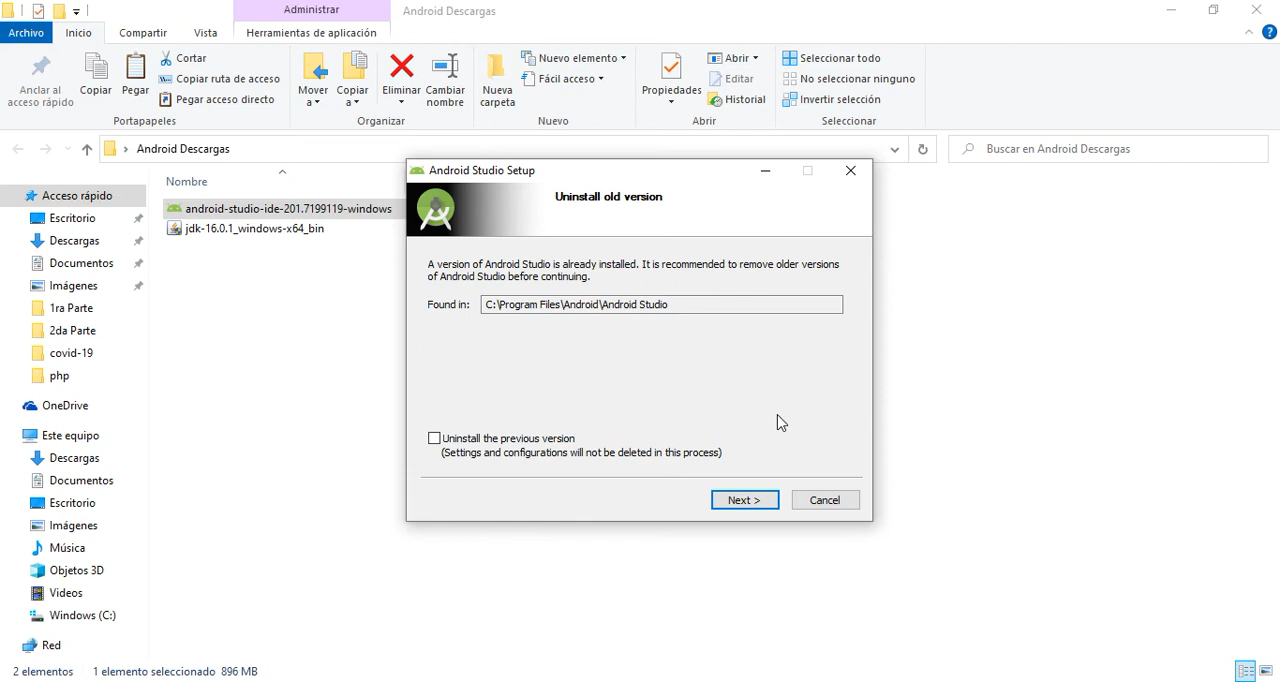 Administrar
Android Descargas
Archivo
Inicio
Compartir
Vista
Herramientas de aplicación
Anclar al
acceso rápido
Copiar
Pegar
Cortar
Copiar ruta de acceso
Pegar acceso directo
Portapapeles
Mover
a
Copiar
a
Eliminar
Cambiar
nombre
Organizar
Nueva
carpeta
Nuevo elemento
Fácil acceso
Nuevo
Propiedades
Abrir
Editar
Historial
Abrir
Seleccionar todo
No seleccionar ninguno
Invertir selección
Seleccionar
Android Descargas
Buscar en Android Descargas
Acceso rápido
Escritorio
Descargas
Documentos
Imágenes
1ra Parte
2da Parte
covid-19
php
OneDrive
Este equipo
Descargas
Documentos
Escritorio
Imágenes
Música
Objetos 3D
Videos
Windows (C:)
Red
Nombre
android-studio-ide-201.7199119-windows
jdk-16.0.1_windows-x64_bin
Android Studio Setup
Uninstall old version
A version of Android Studio is already installed. It is recommended to remove older versions
of Android Studio before continuing.
Found in: C:\Program Files\Android\Android Studio
Uninstall the previous version
(Settings and configurations will not be deleted in this process)
Next >
Cancel
2 elementos
1 elemento seleccionado 896 MB